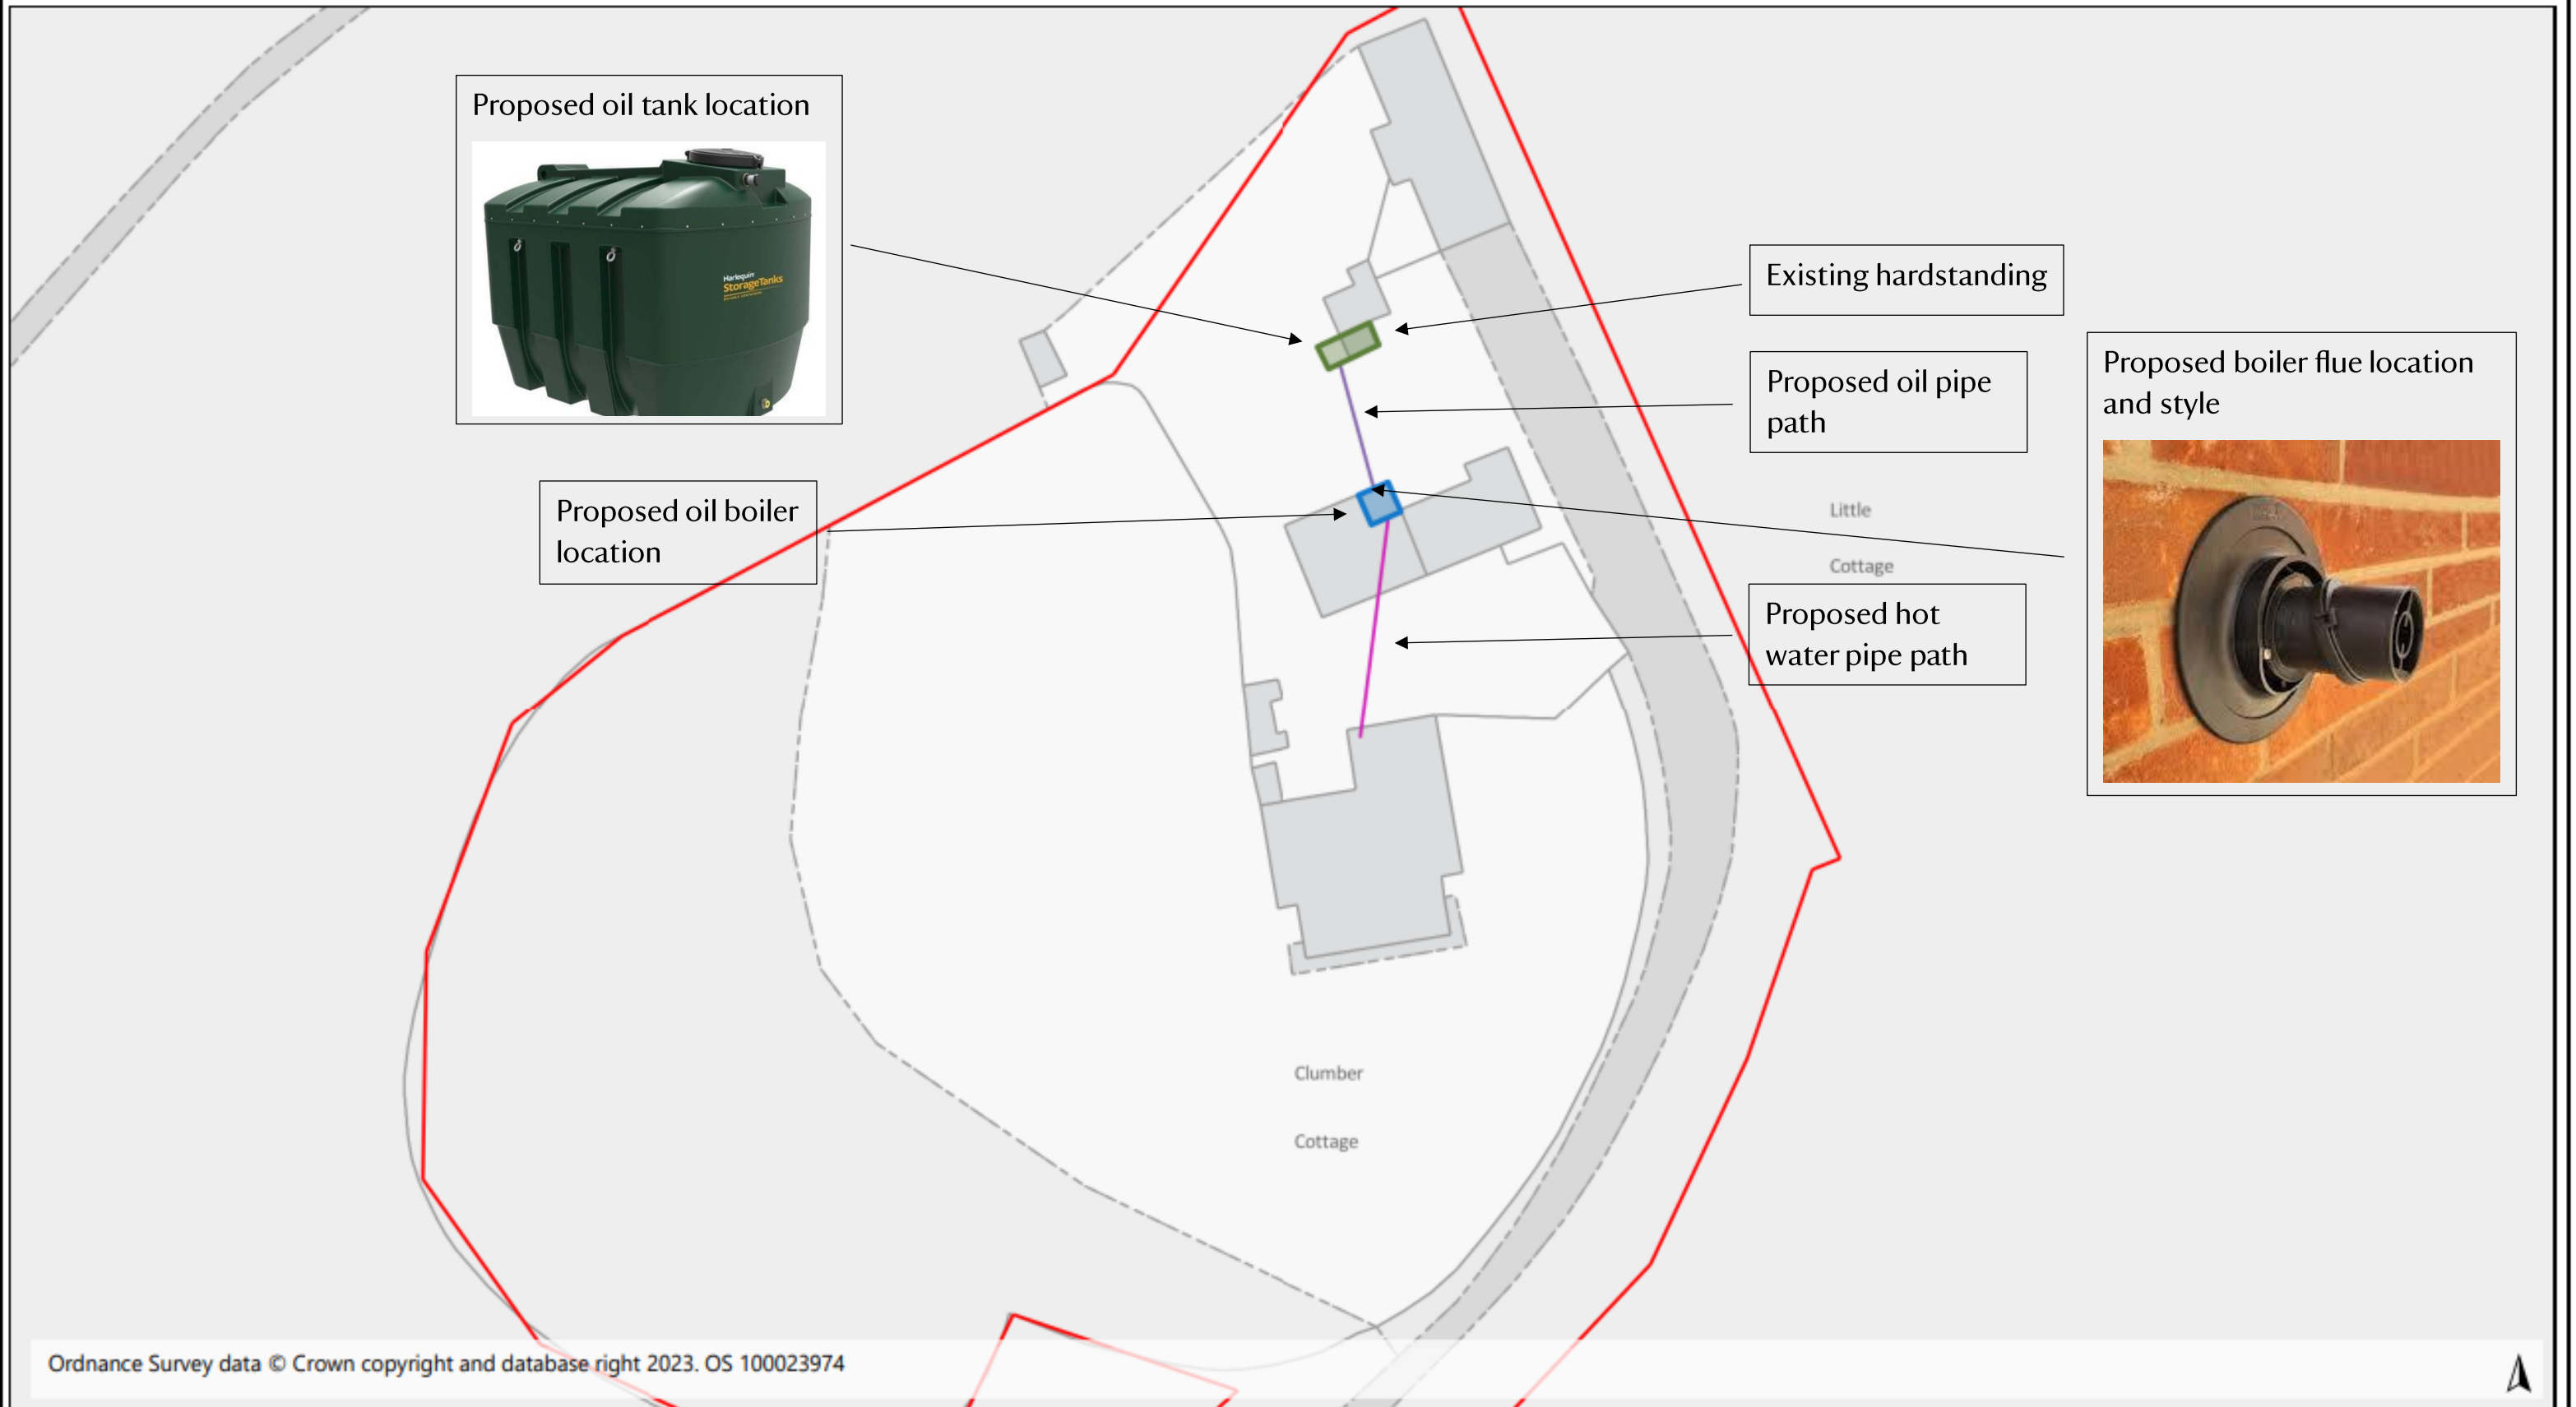 Proposed oil tank location
Harlequin
StorageTanks
Existing hardstanding
Proposed oil pipe
path
Proposed boiler flue location
and style
Proposed oil boiler
location
Little
Cottage
Proposed hot
water pipe path
Clumber
Cottage
Ordnance Survey data © Crown copyright and database right 2023. OS 100023974